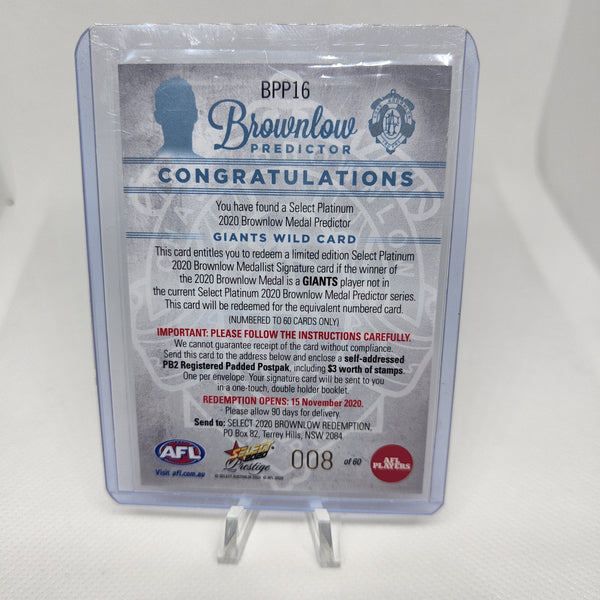 BPP16
Brownlow
PREDICTOR
CONGRATULATIONS
You have found a Select Platinum
2020 Brownlow Medal Predictor
GIANTS WILD CARD
This card entitles you to redeem a limited edition Select Platinum
2020 Brownlow Medallist Signature card if the winner of
the 2020 Brownlow Medal is a GIANTS player not in
the current Select Platinum 2020 Brownlow Medal Predictor series.
This card will be redeemed for the equivalent numbered card.
(NUMBERED TO 60 CARDS ONLY)
IMPORTANT: PLEASE FOLLOW THE INSTRUCTIONS CAREFULLY.
We cannot guarantee receipt of the card without compliance.
Send this card to the address below and enclose a self-addressed
PB2 Registered Padded Postpak, including $3 worth of stamps.
One per envelope. Your signature card will be sent to you
in a one-touch, double holder booklet.
REDEMPTION OPENS: 15 November 2020.
Please allow 90 days for delivery.
Send to: SELECT 2020 BROWNLOW REDEMPTION,
PO Box 82, Terrey Hills, NSW 2084
AFL
Visit afl.com.au
SELECT
2020
Prestige
© SELECT AUSTRALIA 2020 © AFL 2020
008 of 60
AFL
PLAYERS